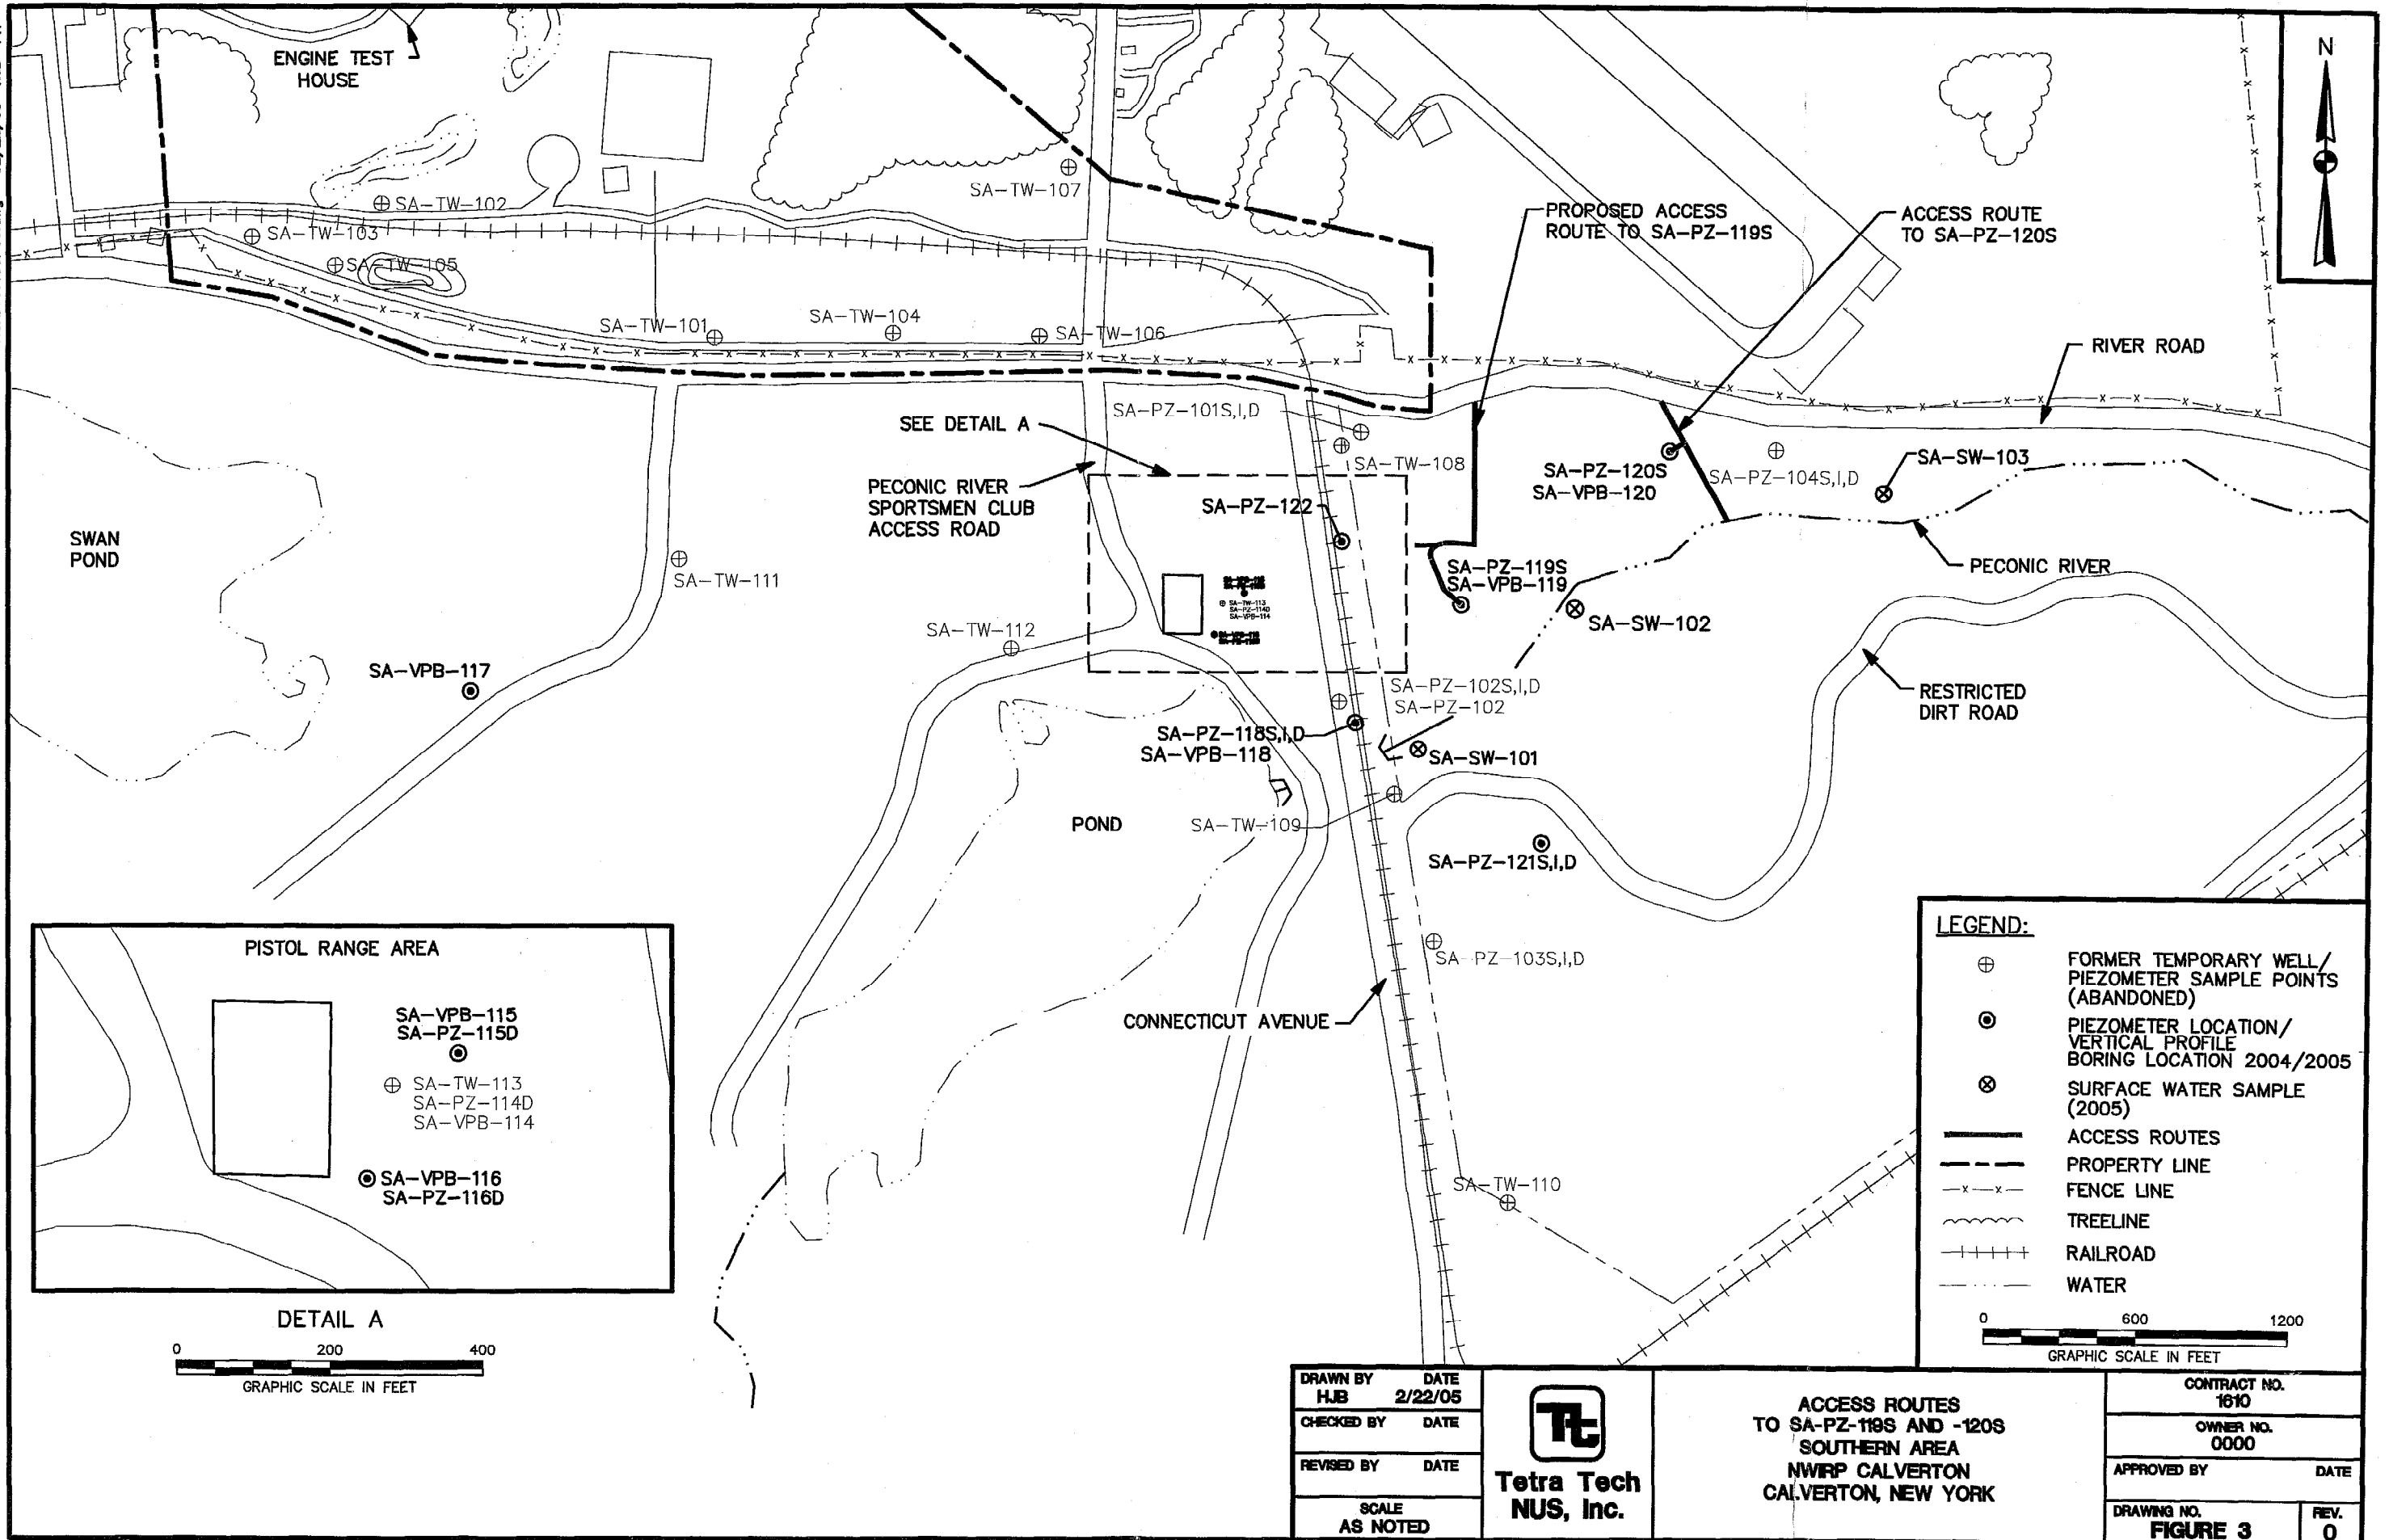 ENGINE TEST
HOUSE
N
SA-TW-107
SA-TW-102
SA-TW-103
SA-TW-105
PROPOSED ACCESS
ROUTE TO SA-PZ-119S
ACCESS ROUTE
TO SA-PZ-120S
SA-TW-101
SA-TW-104
SA-TW-106
RIVER ROAD
SA-PZ-101S,I,D
SEE DETAIL A
SA-TW-108
SA-PZ-120S
SA-VPB-120
SA-PZ-104S,I,D
SA-SW-103
PECONIC RIVER
SPORTSMEN CLUB
ACCESS ROAD
SA-PZ-122
SWAN
POND
SA-TW-111
SA-PZ-119S
SA-VPB-119
PECONIC RIVER
SA-TW-113
SA-PZ-114D
SA-VPB-114
SA-TW-112
SA-SW-102
SA-VPB-117
SA-PZ-102S,I,D
SA-PZ-102
RESTRICTED
DIRT ROAD
SA-PZ-118S,I,D
SA-VPB-118
SA-SW-101
POND
SA-TW-109
SA-PZ-121S,I,D
SA-PZ-103S,I,D
CONNECTICUT AVENUE
SA-TW-110
PISTOL RANGE AREA
SA-VPB-115
SA-PZ-115D
SA-TW-113
SA-PZ-114D
SA-VPB-114
SA-VPB-116
SA-PZ-116D
DETAIL A
0 200 400
GRAPHIC SCALE IN FEET
LEGEND:
FORMER TEMPORARY WELL/
PIEZOMETER SAMPLE POINTS
(ABANDONED)
PIEZOMETER LOCATION/
VERTICAL PROFILE
BORING LOCATION 2004/2005
SURFACE WATER SAMPLE
(2005)
ACCESS ROUTES
PROPERTY LINE
FENCE LINE
TREELINE
RAILROAD
WATER
0 600 1200
GRAPHIC SCALE IN FEET
DRAWN BY DATE
HJB 2/22/05
CHECKED BY DATE
REVISED BY DATE
SCALE
AS NOTED
Tt
Tetra Tech
NUS, Inc.
ACCESS ROUTES
TO SA-PZ-119S AND -120S
SOUTHERN AREA
NWIRP CALVERTON
CALVERTON, NEW YORK
CONTRACT NO.
1610
OWNER NO.
0000
APPROVED BY DATE
DRAWING NO.
FIGURE 3
REV.
0